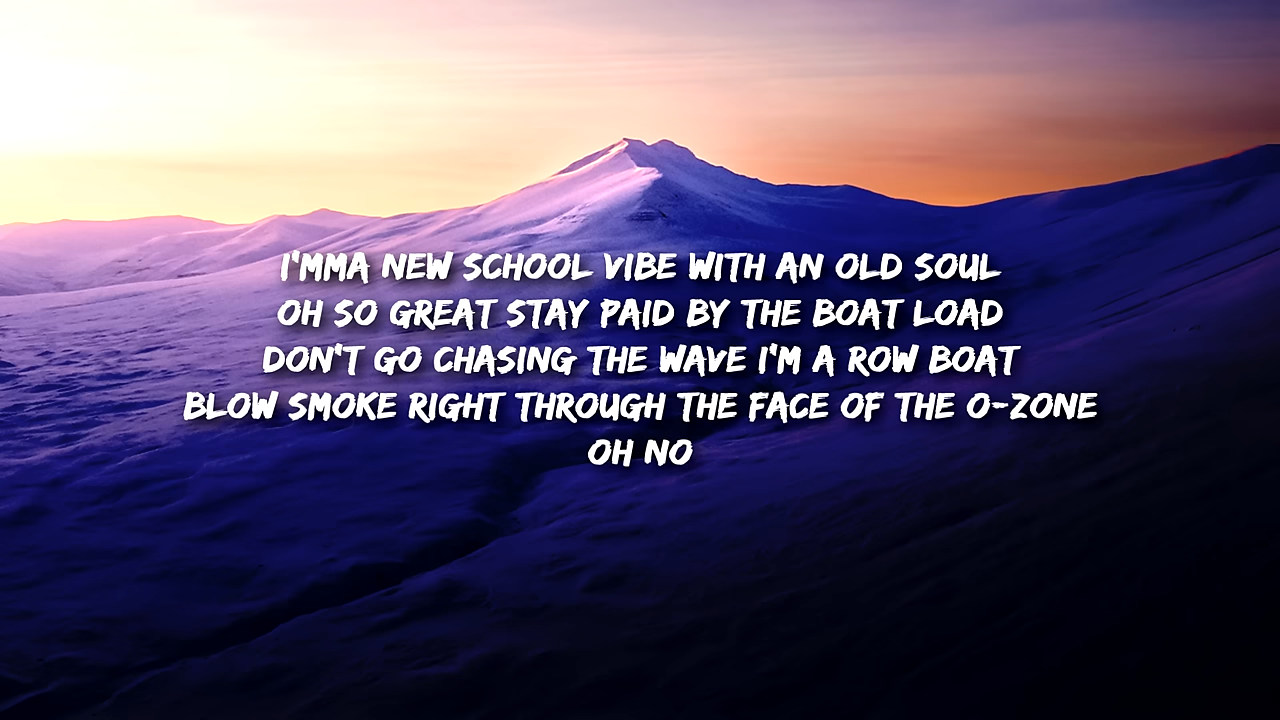 I'MMA NEW SCHOOL VIBE WITH AN OLD SOUL
OH SO GREAT STAY PAID BY THE BOAT LOAD
DON'T GO CHASING THE WAVE I'M A ROW BOAT
BLOW SMOKE RIGHT THROUGH THE FACE OF THE O-ZONE
OH NO